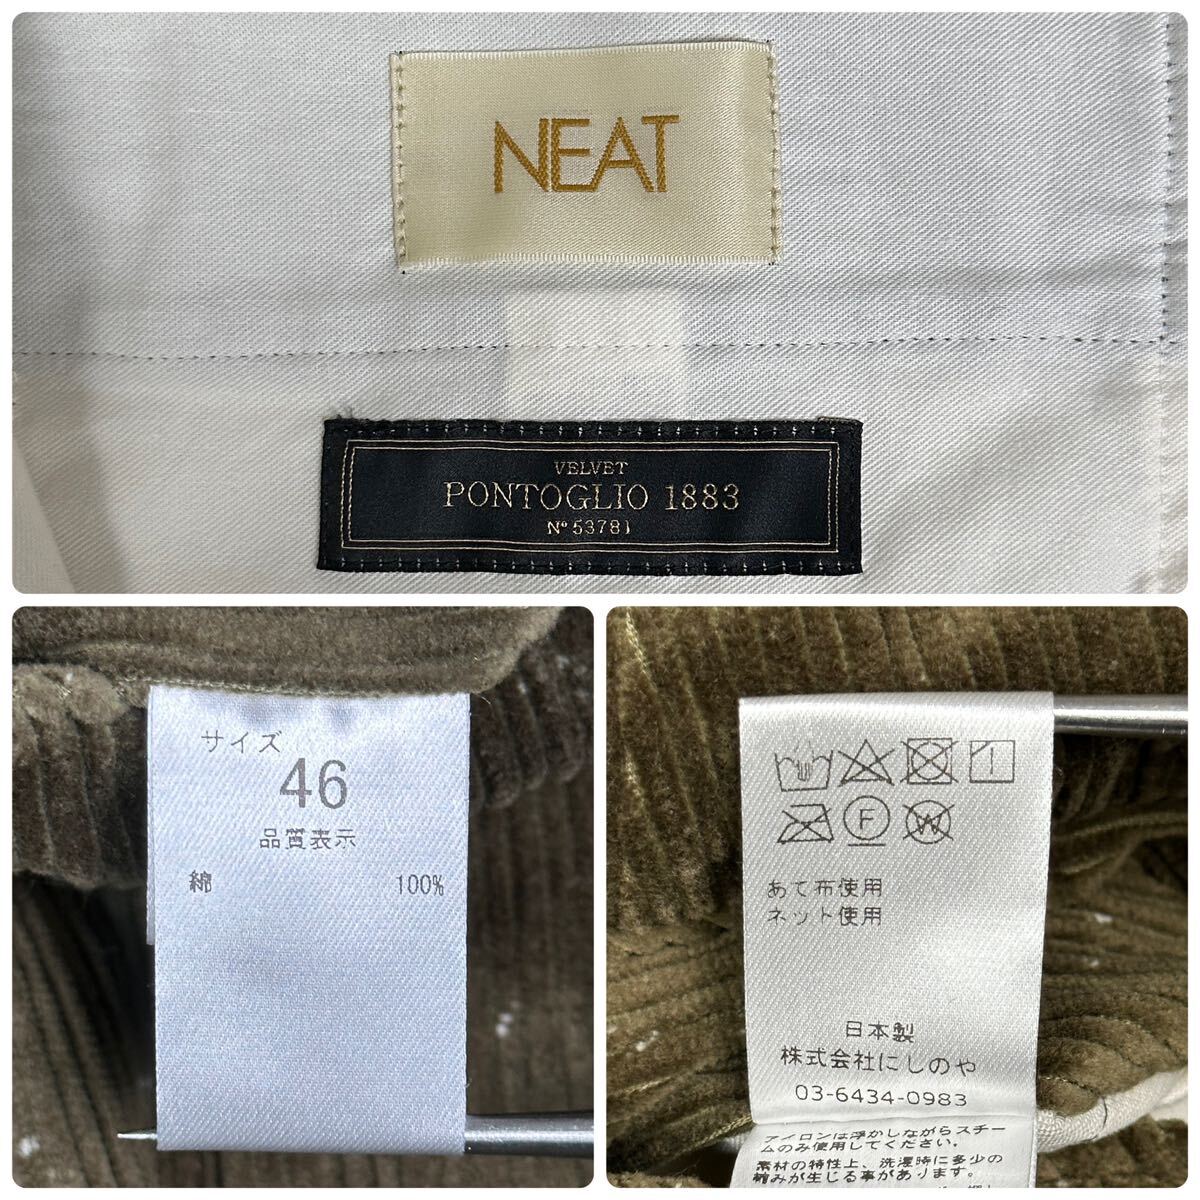 NEAT
VELVET
PONTOGLIO 1883
Nº 53781
サイズ
46
品質表示
綿 100%
F W
あて布使用
ネット使用
日本製
株式会社にしのや
03-6434-0983
アイロンは浮かしながらスチー
ムのみ使用してください。
素材の特性上、洗濯時に多少の
縮みが生じる事があります。